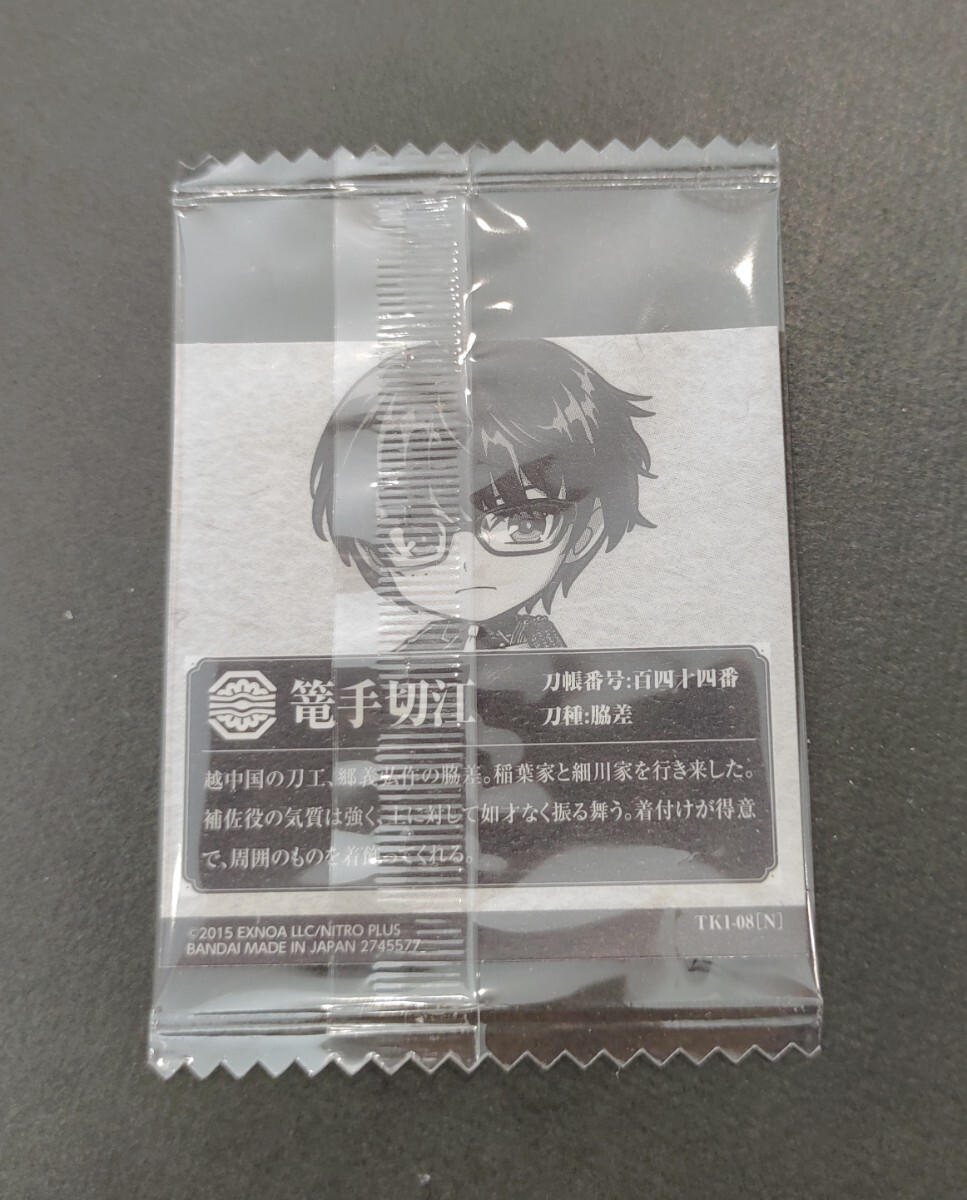 篭手切江
刀帳番号:百四十四番
刀種:脇差
越中国の刀工、郷義弘作の脇差。稲葉家と細川家を行き来した。
補佐役の気質は強く、主に対して如才なく振る舞う。着付けが得意
で、周囲のものを着飾ってくれる。
©2015 EXNOA LLC/NITRO PLUS
BANDAI MADE IN JAPAN 2745577
TK1-08[N]